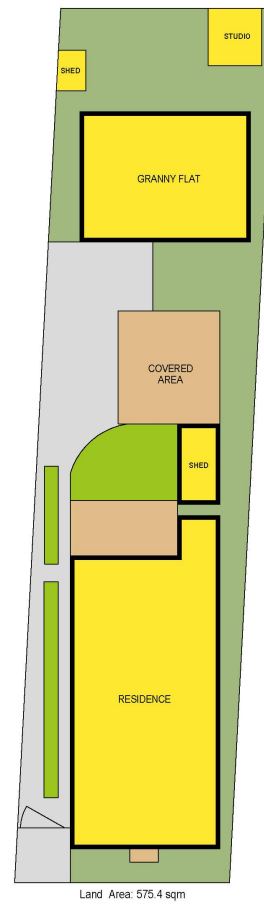 STUDIO
SHED
GRANNY FLAT
COVERED
AREA
SHED
RESIDENCE
Land Area: 575.4 sqm